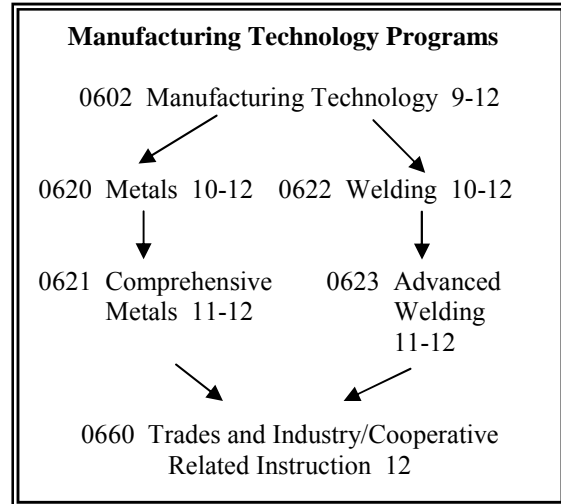 Manufacturing Technology Programs
0602 Manufacturing Technology 9-12
0620 Metals 10-12 0622 Welding 10-12
0621 Comprehensive
Metals 11-12
0623 Advanced
Welding
11-12
0660 Trades and Industry/Cooperative
Related Instruction 12